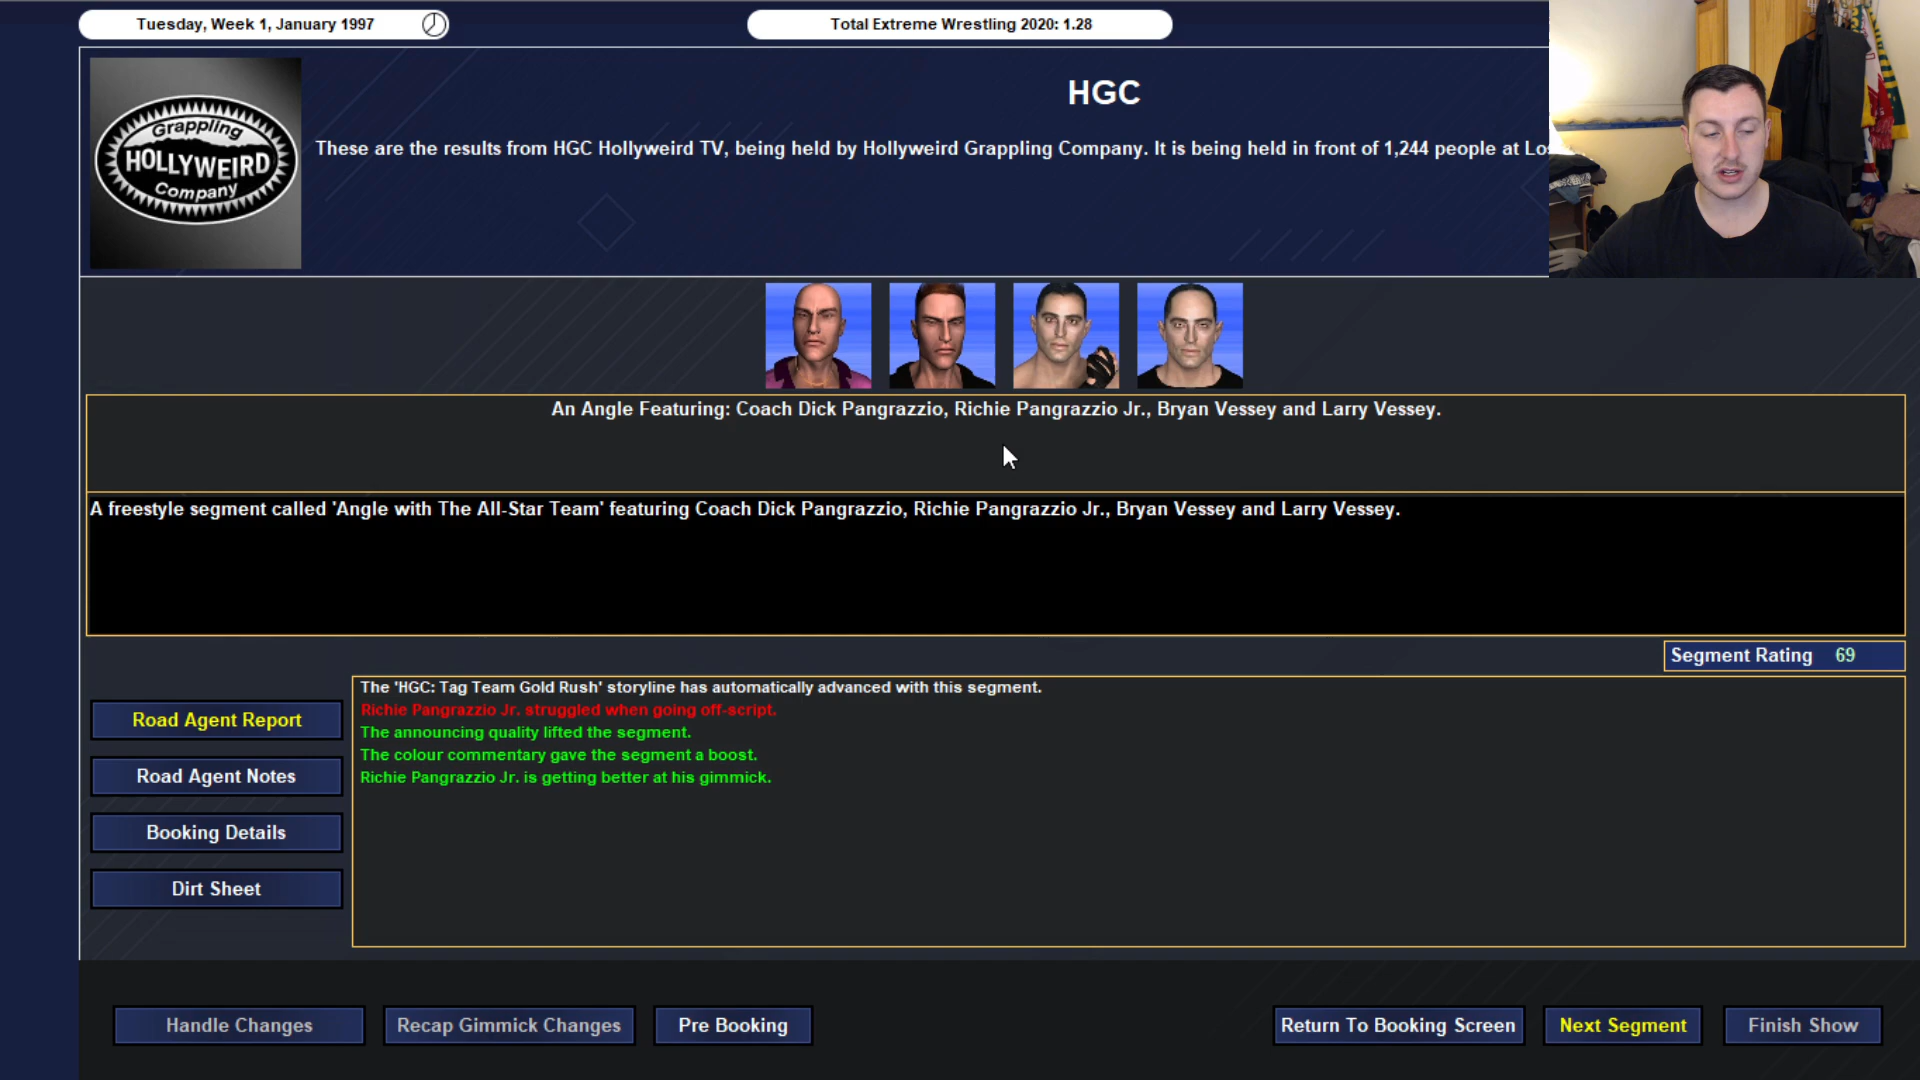 Tuesday, Week 1, January 1997
Total Extreme Wrestling 2020: 1.28
Grappling
HOLLYWEIRD
Company
HGC
These are the results from HGC Hollyweird TV, being held by Hollyweird Grappling Company. It is being held in front of 1,244 people at Lo
An Angle Featuring: Coach Dick Pangrazzio, Richie Pangrazzio Jr., Bryan Vessey and Larry Vessey.
A freestyle segment called 'Angle with The All-Star Team' featuring Coach Dick Pangrazzio, Richie Pangrazzio Jr., Bryan Vessey and Larry Vessey.
Segment Rating 69
Road Agent Report
Road Agent Notes
Booking Details
Dirt Sheet
The 'HGC: Tag Team Gold Rush' storyline has automatically advanced with this segment.
Richie Pangrazzio Jr. struggled when going off-script.
The announcing quality lifted the segment.
The colour commentary gave the segment a boost.
Richie Pangrazzio Jr. is getting better at his gimmick.
Handle Changes
Recap Gimmick Changes
Pre Booking
Return To Booking Screen
Next Segment
Finish Show